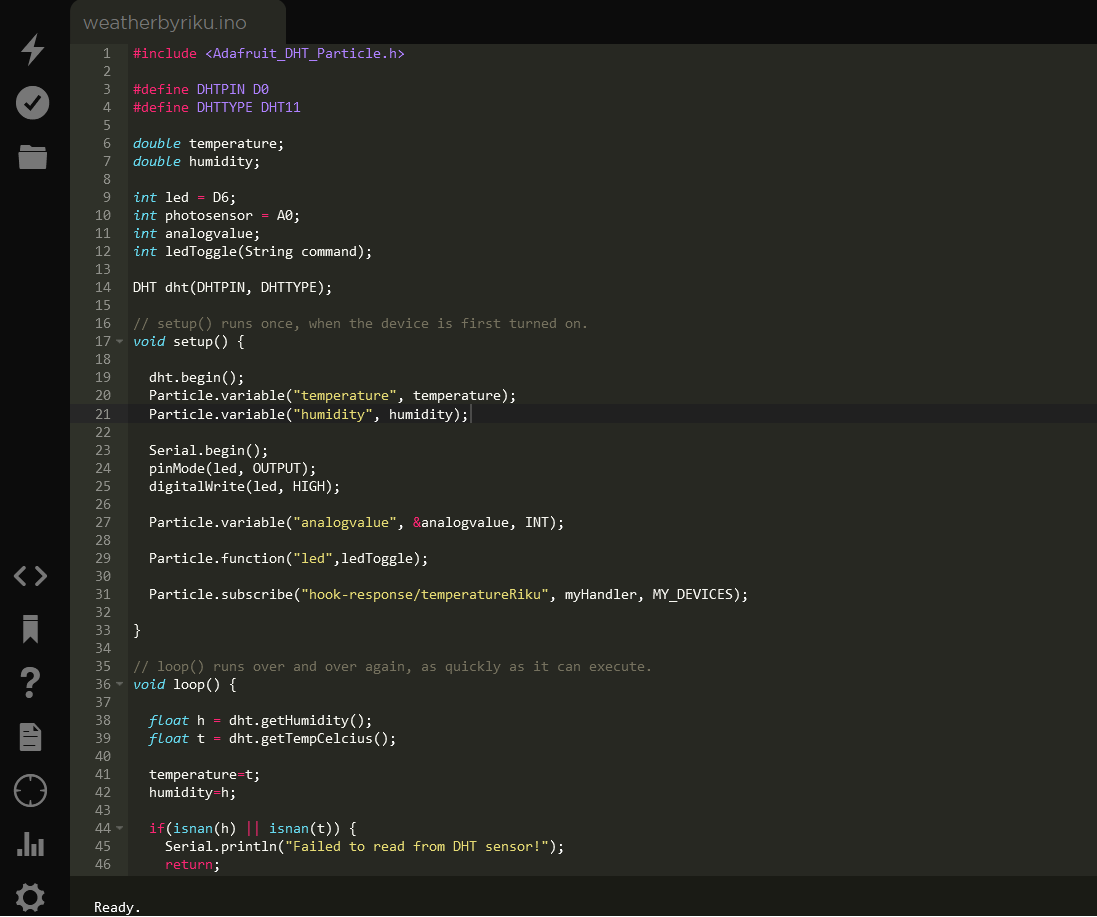 weatherbyriku.ino
1 #include <Adafruit_DHT_Particle.h>
2
3 #define DHTPIN D0
4 #define DHTTYPE DHT11
5
6 double temperature;
7 double humidity;
8
9 int led = D6;
10 int photosensor = A0;
11 int analogvalue;
12 int ledToggle(String command);
13
14 DHT dht(DHTPIN, DHTTYPE);
15
16 // setup() runs once, when the device is first turned on.
17 void setup() {
18
19 dht.begin();
20 Particle.variable("temperature", temperature);
21 Particle.variable("humidity", humidity);
22
23 Serial.begin();
24 pinMode(led, OUTPUT);
25 digitalWrite(led, HIGH);
26
27 Particle.variable("analogvalue", &analogvalue, INT);
28
29 Particle.function("led",ledToggle);
30
31 Particle.subscribe("hook-response/temperatureRiku", myHandler, MY_DEVICES);
32
33 }
34
35 // loop() runs over and over again, as quickly as it can execute.
36 void loop() {
37
38 float h = dht.getHumidity();
39 float t = dht.getTempCelcius();
40
41 temperature=t;
42 humidity=h;
43
44 if(isnan(h) || isnan(t)) {
45 Serial.println("Failed to read from DHT sensor!");
46 return;
Ready.